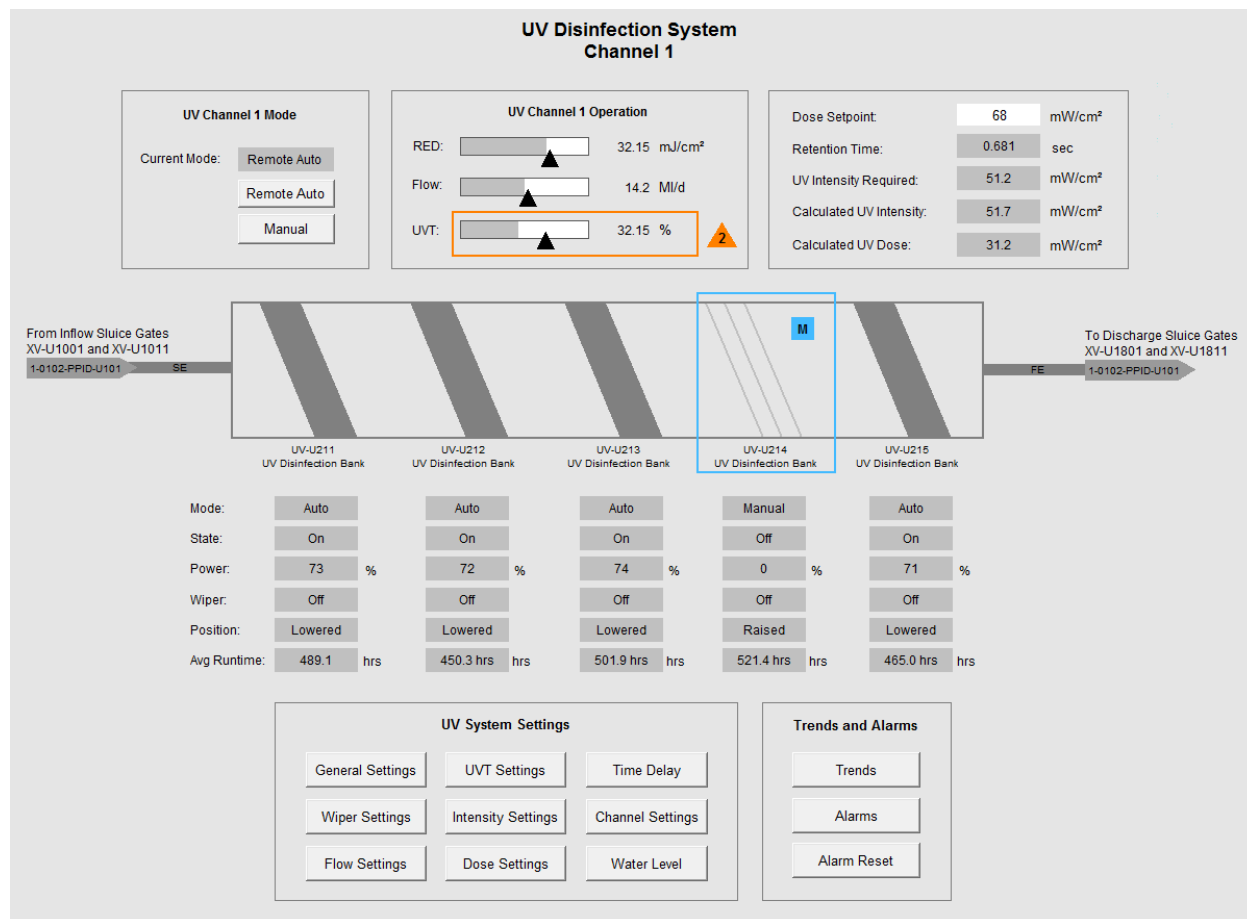 UV Disinfection System
Channel 1
UV Channel 1 Mode
Current Mode: Remote Auto
Remote Auto
Manual
UV Channel 1 Operation
RED: 32.15 mJ/cm²
Flow: 14.2 Ml/d
UVT: 32.15 %
2
Dose Setpoint: 68 mW/cm²
Retention Time: 0.681 sec
UV Intensity Required: 51.2 mW/cm²
Calculated UV Intensity: 51.7 mW/cm²
Calculated UV Dose: 31.2 mW/cm²
From Inflow Sluice Gates
XV-U1001 and XV-U1011
1-0102-PPID-U101 SE
M
To Discharge Sluice Gates
XV-U1801 and XV-U1811
FE 1-0102-PPID-U101
UV-U211 UV-U212 UV-U213 UV-U214 UV-U215
UV Disinfection Bank UV Disinfection Bank UV Disinfection Bank UV Disinfection Bank UV Disinfection Bank
Mode: Auto Auto Auto Manual Auto
State: On On On Off On
Power: 73 % 72 % 74 % 0 % 71 %
Wiper: Off Off Off Off Off
Position: Lowered Lowered Lowered Raised Lowered
Avg Runtime: 489.1 hrs 450.3 hrs hrs 501.9 hrs hrs 521.4 hrs hrs 465.0 hrs hrs
UV System Settings
General Settings UVT Settings Time Delay
Wiper Settings Intensity Settings Channel Settings
Flow Settings Dose Settings Water Level
Trends and Alarms
Trends
Alarms
Alarm Reset